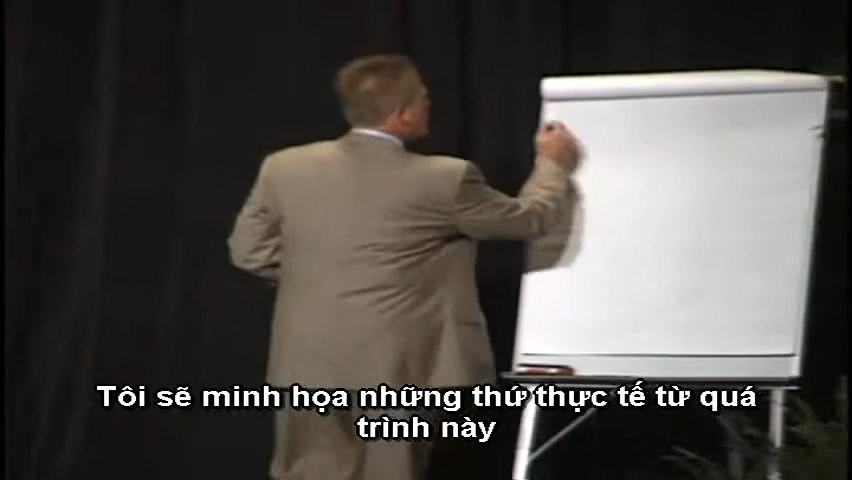 Tôi sẽ minh họa những thứ thực tế từ quá
trình này